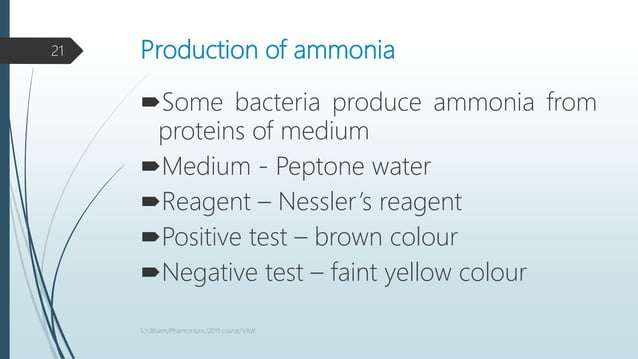 21
Production of ammonia
Some bacteria produce ammonia from
proteins of medium
Medium - Peptone water
Reagent – Nessler's reagent
Positive test – brown colour
Negative test – faint yellow colour